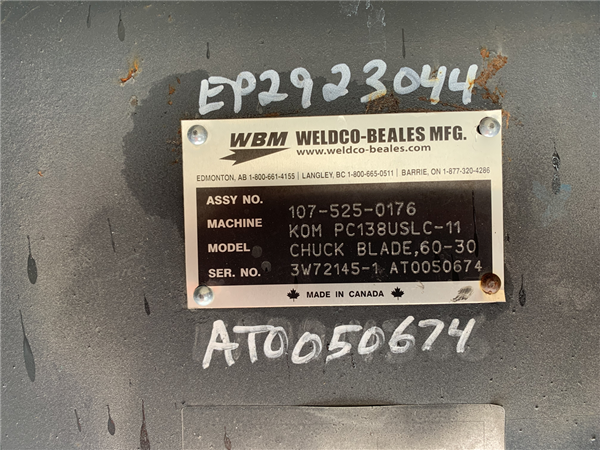 EP2923044
WBM WELDCO-BEALES MFG.
www.weldco-beales.com
EDMONTON, AB 1-800-661-4155 | LANGLEY, BC 1-800-665-0511 | BARRIE, ON 1-877-320-4286
ASSY NO. 107-525-0176
MACHINE KOM PC138USLC-11
MODEL CHUCK BLADE,60-30
SER. NO. 3W72145-1 AT0050674
MADE IN CANADA
AT0050674